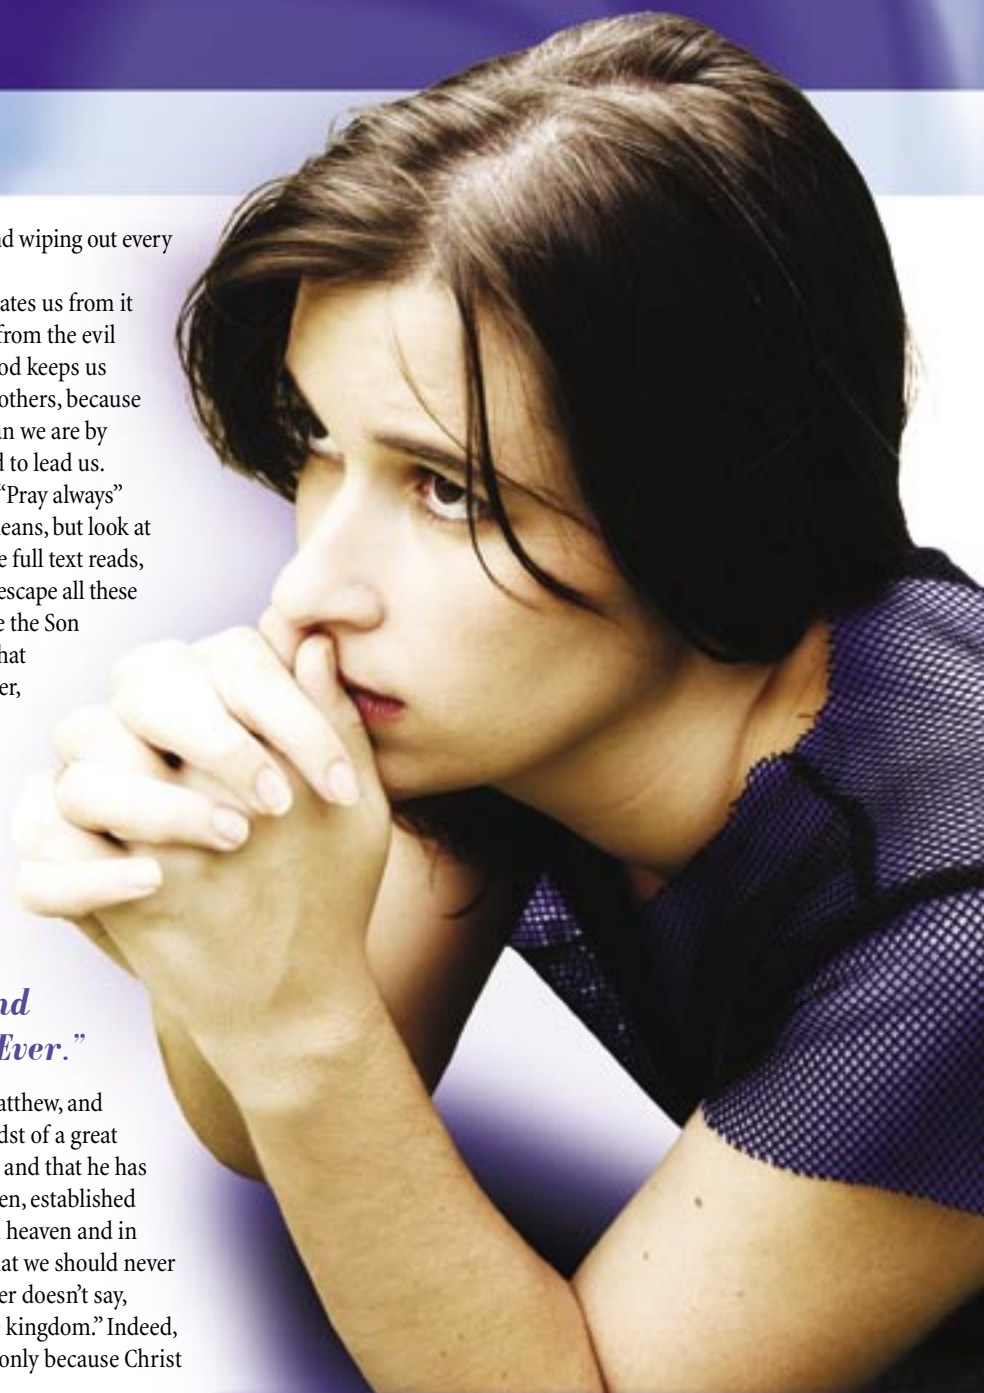 nd wiping out every
ates us from it
from the evil
od keeps us
others, because
an we are by
d to lead us.
“Pray always”
eans, but look at
e full text reads,
escape all these
e the Son
hat
er,
nd
Ever.”
atthew, and
dst of a great
and that he has
en, established
heaven and in
at we should never
er doesn’t say,
kingdom.” Indeed,
only because Christ